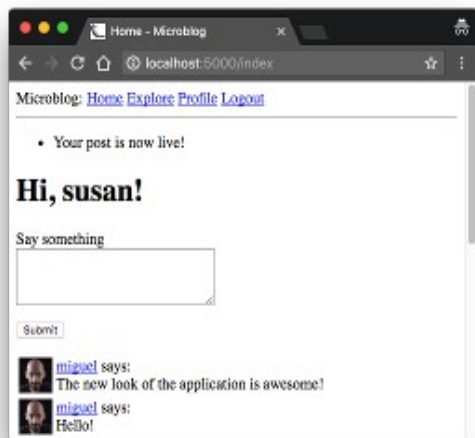 Home - Microblog
localhost:5000/index
Microblog: Home Explore Profile Logout
Your post is now live!
Hi, susan!
Say something
Submit
miguel says:
The new look of the application is awesome!
miguel says:
Hello!